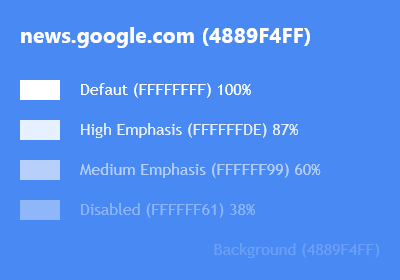 news.google.com (4889F4FF)
Defaut (FFFFFFFF) 100%
High Emphasis (FFFFFFDE) 87%
Medium Emphasis (FFFFFF99) 60%
Disabled (FFFFFF61) 38%
Background (4889F4FF)